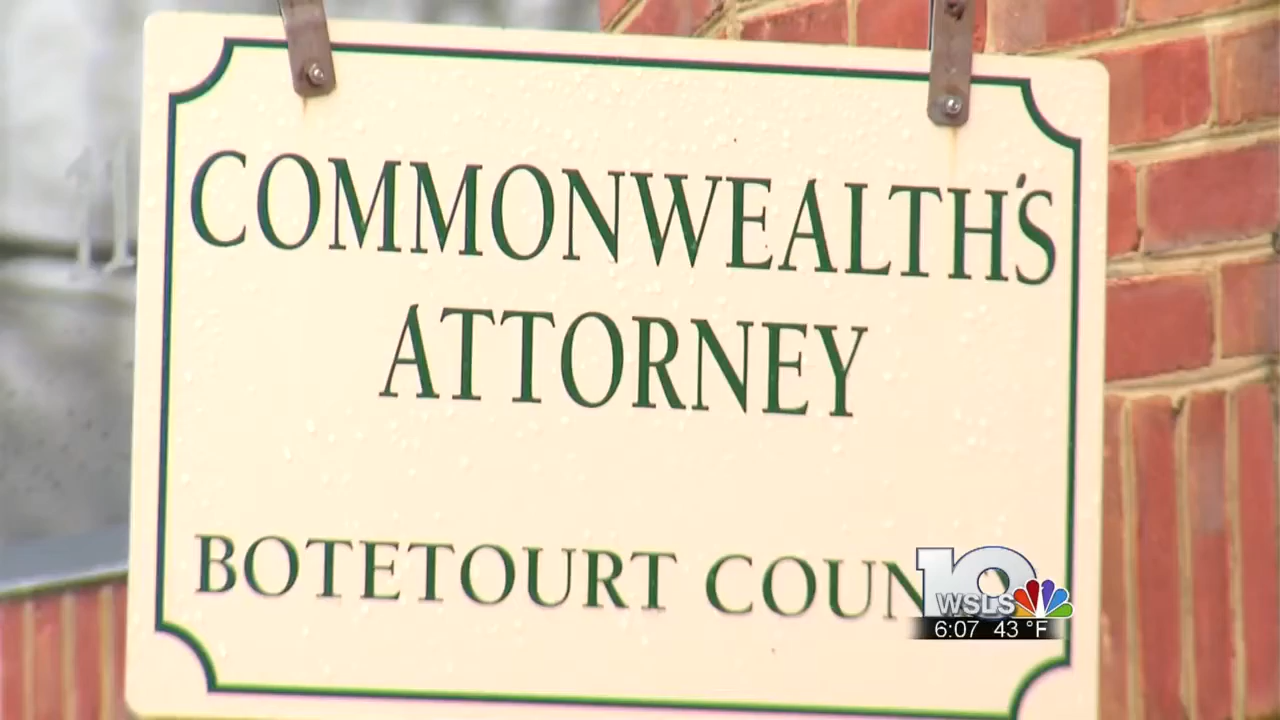 COMMONWEALTH'S
ATTORNEY
BOTETOURT COUN
10
WSLS
6:07 43 °F